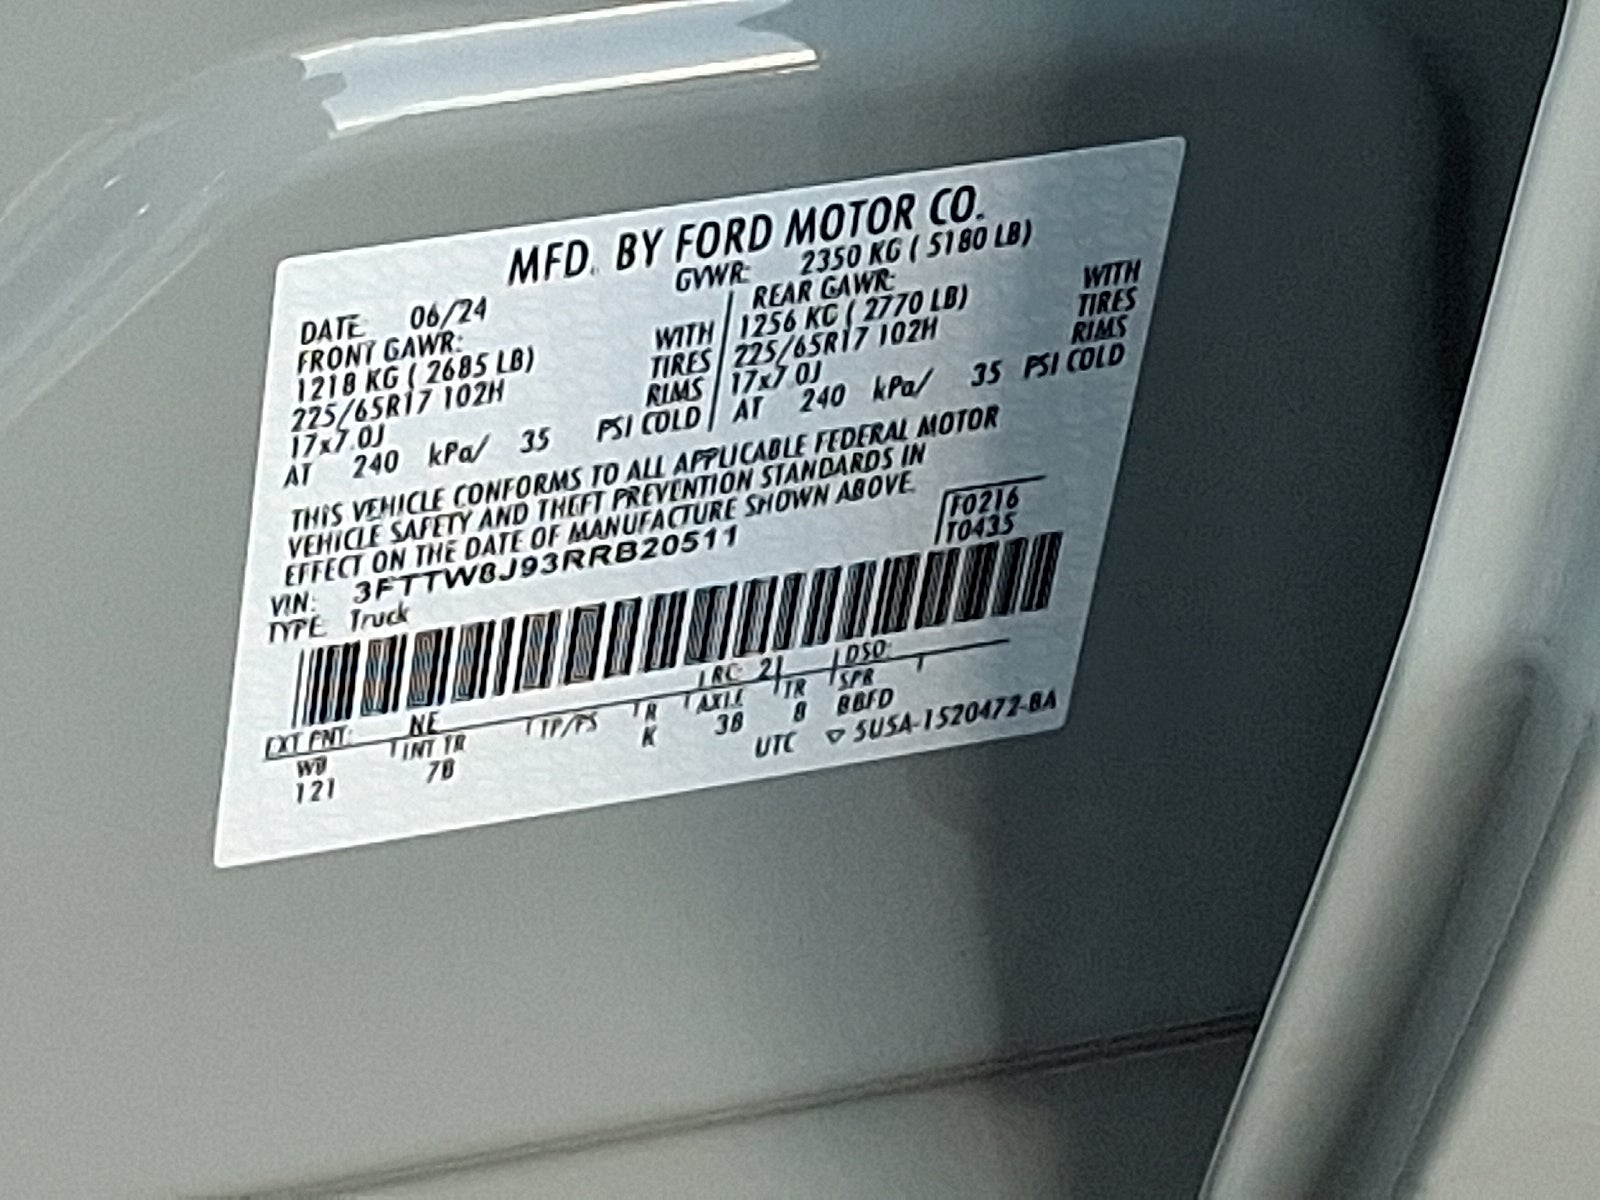 MFD. BY FORD MOTOR CO.
GVWR: 2350 KG ( 5180 LB)
DATE: 06/24
FRONT GAWR:
1218 KG ( 2685 LB) WITH
225/65R17 102H TIRES
17x7.0J RIMS
AT 240 kPa/ 35 PSI COLD
REAR GAWR:
1256 KG ( 2770 LB) WITH
225/65R17 102H TIRES
17x7.0J RIMS
AT 240 kPa/ 35 PSI COLD
THIS VEHICLE CONFORMS TO ALL APPLICABLE FEDERAL MOTOR
VEHICLE SAFETY AND THEFT PREVENTION STANDARDS IN
EFFECT ON THE DATE OF MANUFACTURE SHOWN ABOVE.
F0216
T0435
VIN: 3FTTW8J93RRB20511
TYPE: Truck
EXT PNT: NE RC: 21 DSO:
WB INT TR TP/PS R AXLE TR SPR
121 7B K 3B 8 BBFD
UTC ▽ 5USA-1520472-BA